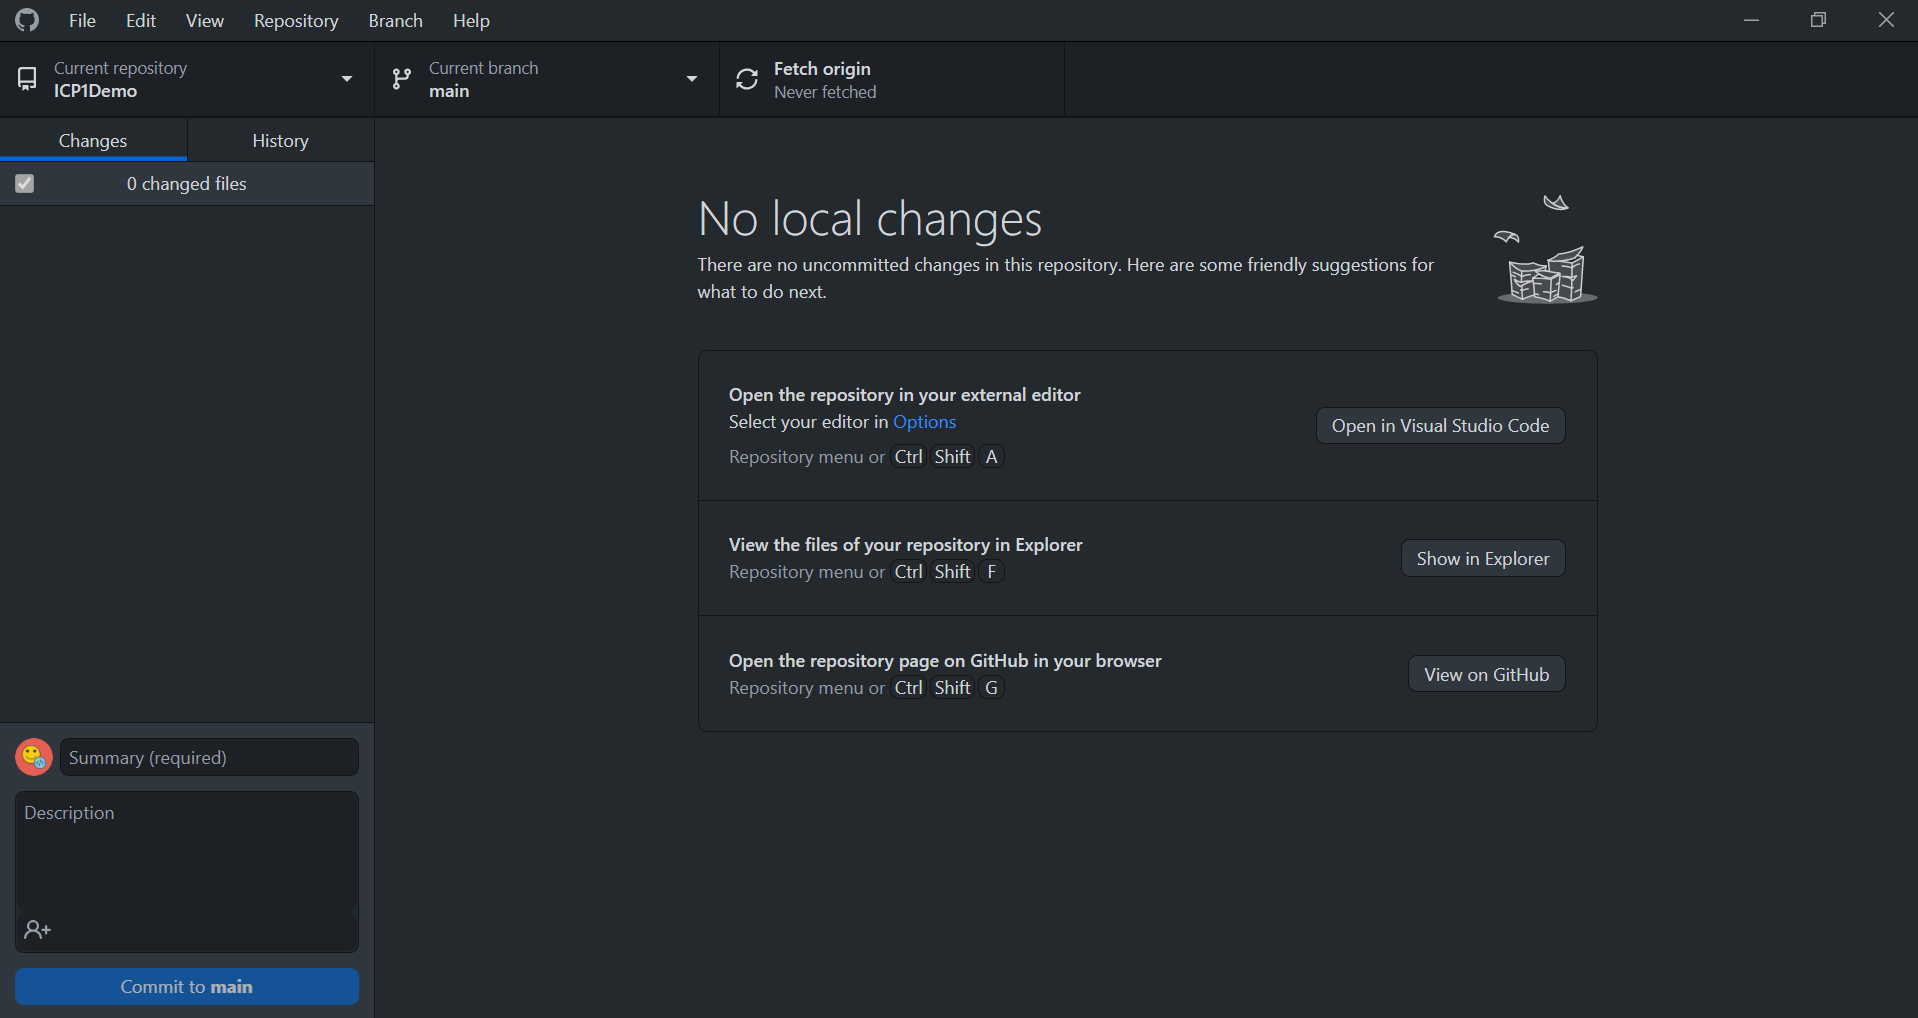 File Edit View Repository Branch Help
Current repository
ICP1Demo
Current branch
main
Fetch origin
Never fetched
Changes
History
0 changed files
No local changes
There are no uncommitted changes in this repository. Here are some friendly suggestions for
what to do next.
Open the repository in your external editor
Select your editor in Options
Repository menu or Ctrl Shift A
Open in Visual Studio Code
View the files of your repository in Explorer
Repository menu or Ctrl Shift F
Show in Explorer
Open the repository page on GitHub in your browser
Repository menu or Ctrl Shift G
View on GitHub
Summary (required)
Description
Commit to main